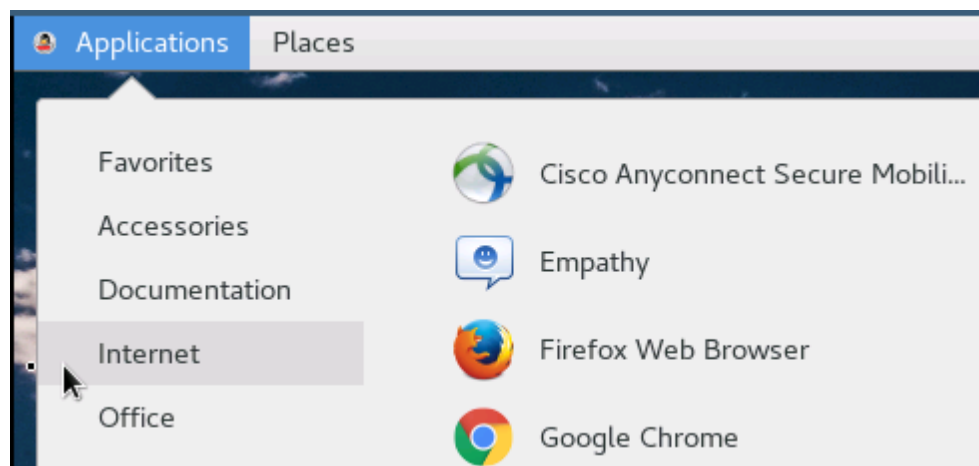 Applications Places
Favorites
Accessories
Documentation
Internet
Office
Cisco Anyconnect Secure Mobili...
Empathy
Firefox Web Browser
Google Chrome